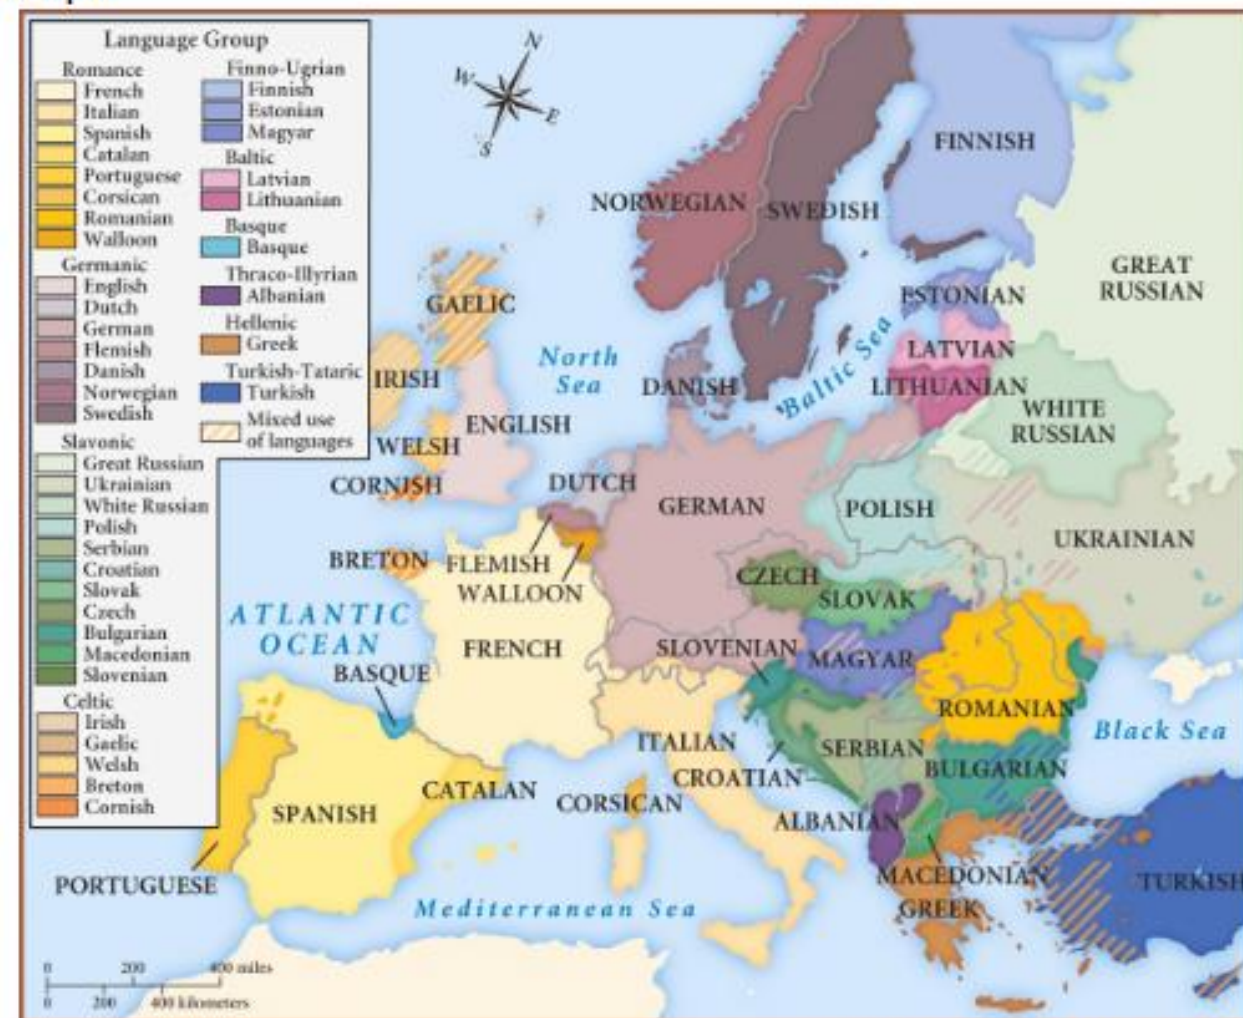 Language Group
Romance
French
Italian
Spanish
Catalan
Portuguese
Corsican
Romanian
Walloon
Germanic
English
Dutch
German
Flemish
Danish
Norwegian
Swedish
Slavonic
Great Russian
Ukrainian
White Russian
Polish
Serbian
Croatian
Slovak
Czech
Bulgarian
Macedonian
Slovenian
Celtic
Irish
Gaelic
Welsh
Breton
Cornish
Finno-Ugrian
Finnish
Estonian
Magyar
Baltic
Latvian
Lithuanian
Basque
Basque
Thraco-Illyrian
Albanian
Hellenic
Greek
Turkish-Tataric
Turkish
Mixed use
of languages
N
W
E
S
FINNISH
NORWEGIAN
SWEDISH
GREAT
RUSSIAN
GAELIC
ESTONIAN
North
Sea
Baltic Sea
LATVIAN
IRISH
DANISH
LITHUANIAN
WHITE
RUSSIAN
ENGLISH
WELSH
CORNISH
DUTCH
GERMAN
POLISH
UKRAINIAN
BRETON
FLEMISH
WALLOON
CZECH
SLOVAK
ATLANTIC
OCEAN
FRENCH
SLOVENIAN
MAGYAR
BASQUE
ROMANIAN
Black Sea
ITALIAN
SERBIAN
CROATIAN
BULGARIAN
CATALAN
CORSICAN
SPANISH
ALBANIAN
PORTUGUESE
MACEDONIAN
TURKISH
GREEK
Mediterranean Sea
0 200 400 miles
0 200 400 kilometers